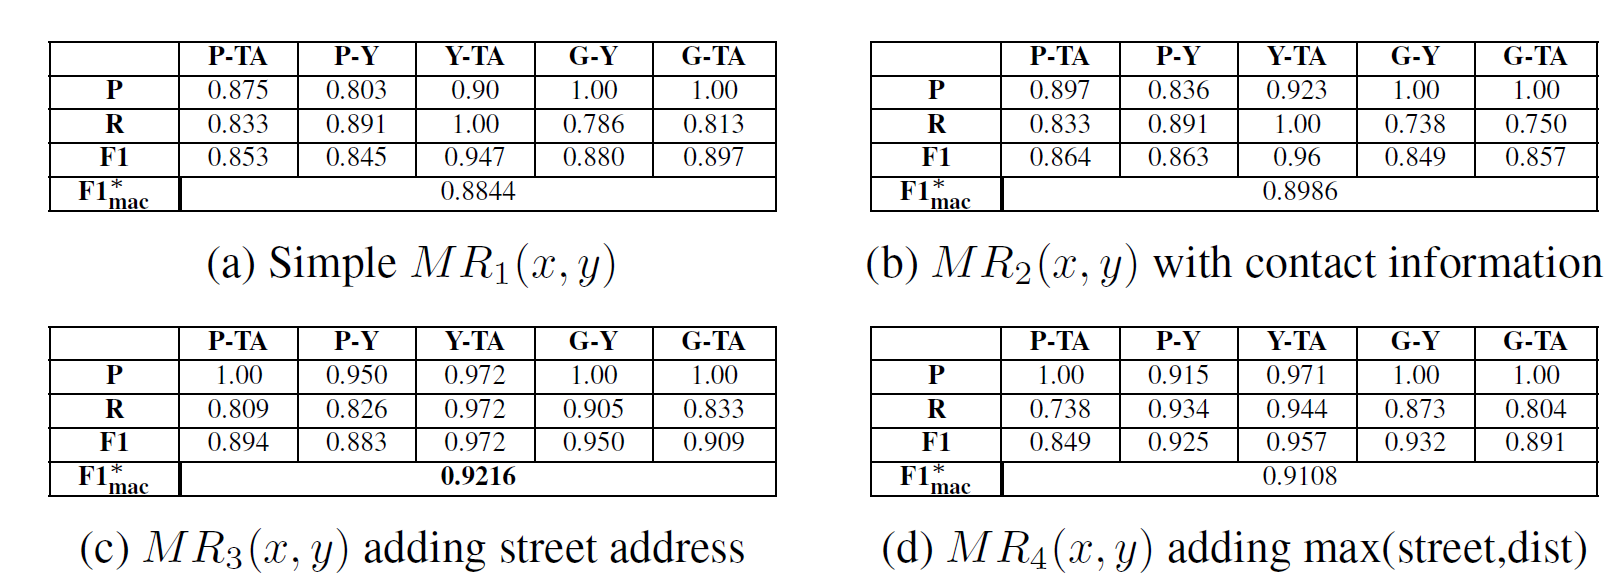 P-TA P-Y Y-TA G-Y G-TA
P 0.875 0.803 0.90 1.00 1.00
R 0.833 0.891 1.00 0.786 0.813
F1 0.853 0.845 0.947 0.880 0.897
F1*mac 0.8844
(a) Simple MR1(x, y)
P-TA P-Y Y-TA G-Y G-TA
P 0.897 0.836 0.923 1.00 1.00
R 0.833 0.891 1.00 0.738 0.750
F1 0.864 0.863 0.96 0.849 0.857
F1*mac 0.8986
(b) MR2(x, y) with contact information
P-TA P-Y Y-TA G-Y G-TA
P 1.00 0.950 0.972 1.00 1.00
R 0.809 0.826 0.972 0.905 0.833
F1 0.894 0.883 0.972 0.950 0.909
F1*mac 0.9216
(c) MR3(x, y) adding street address
P-TA P-Y Y-TA G-Y G-TA
P 1.00 0.915 0.971 1.00 1.00
R 0.738 0.934 0.944 0.873 0.804
F1 0.849 0.925 0.957 0.932 0.891
F1*mac 0.9108
(d) MR4(x, y) adding max(street,dist)